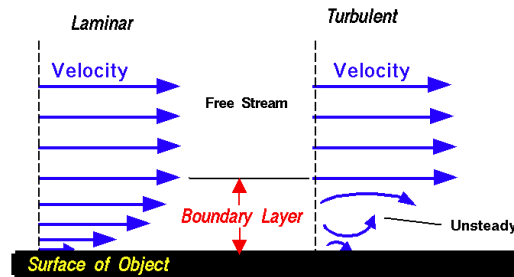 Laminar
Turbulent
Velocity
Velocity
Free Stream
Boundary Layer
Unsteady
Surface of Object